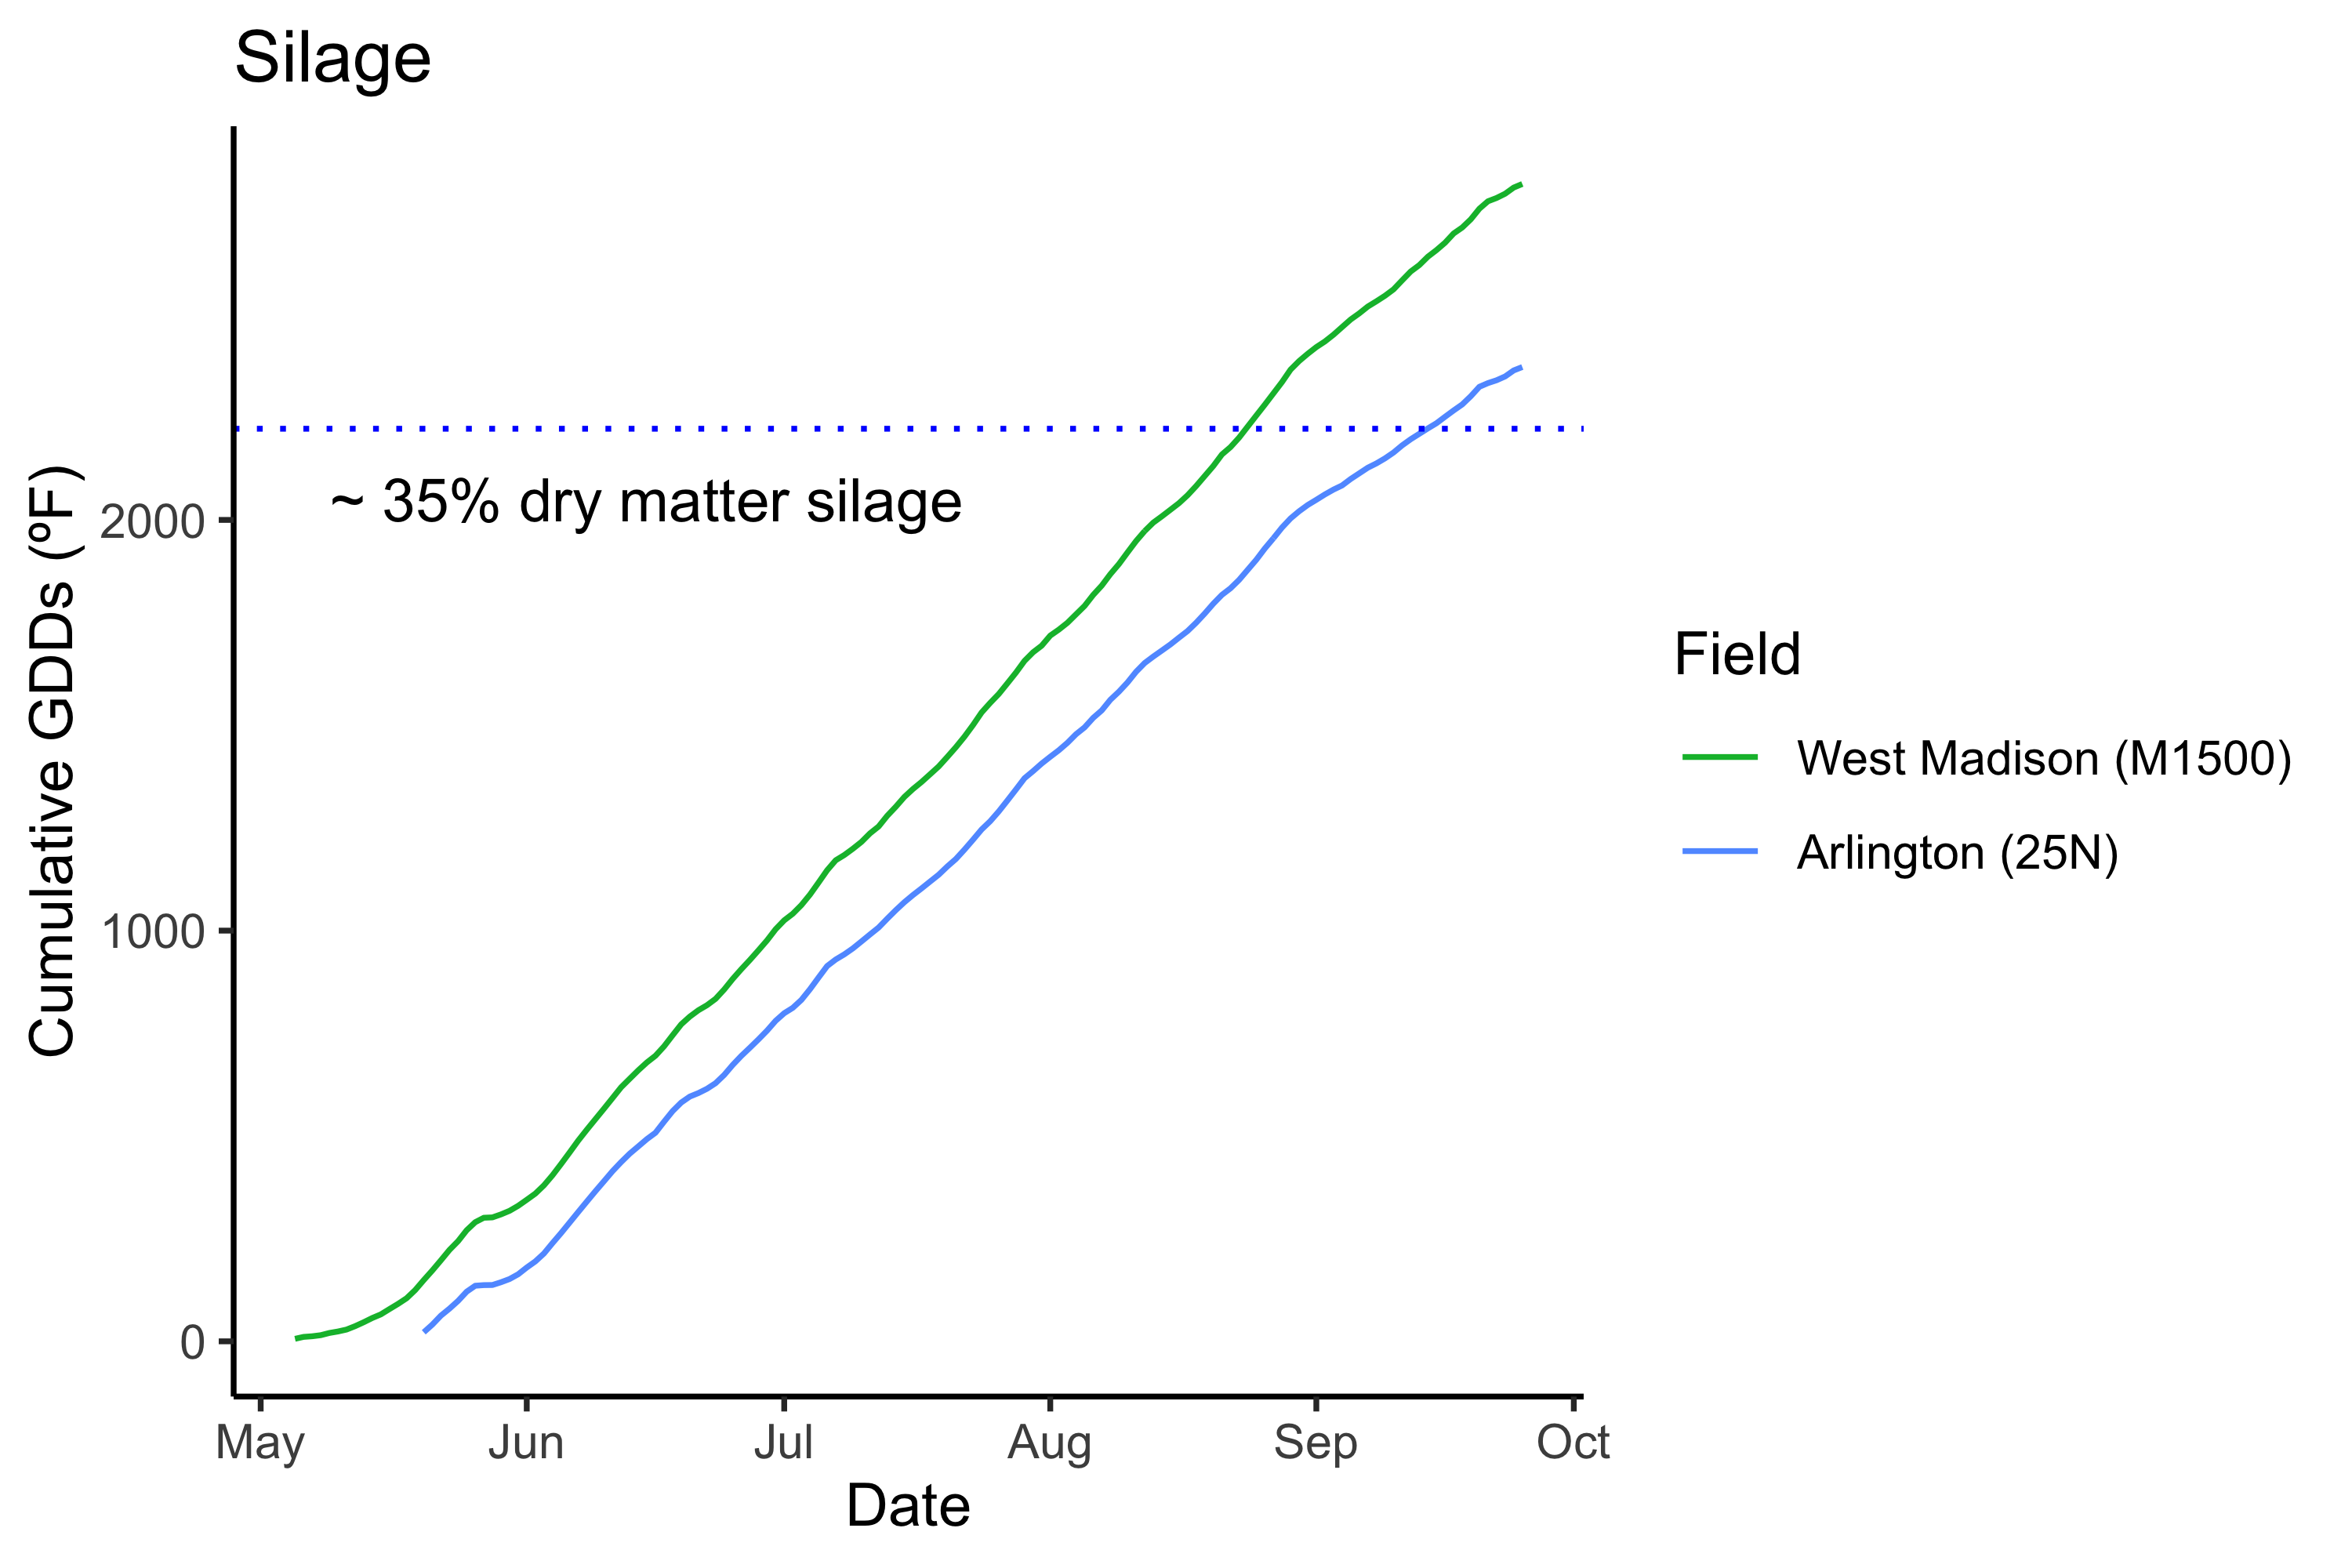 Silage
Cumulative GDDs (ºF)
2000
1000
0
~ 35% dry matter silage
May Jun Jul Aug Sep Oct
Date
Field
West Madison (M1500)
Arlington (25N)